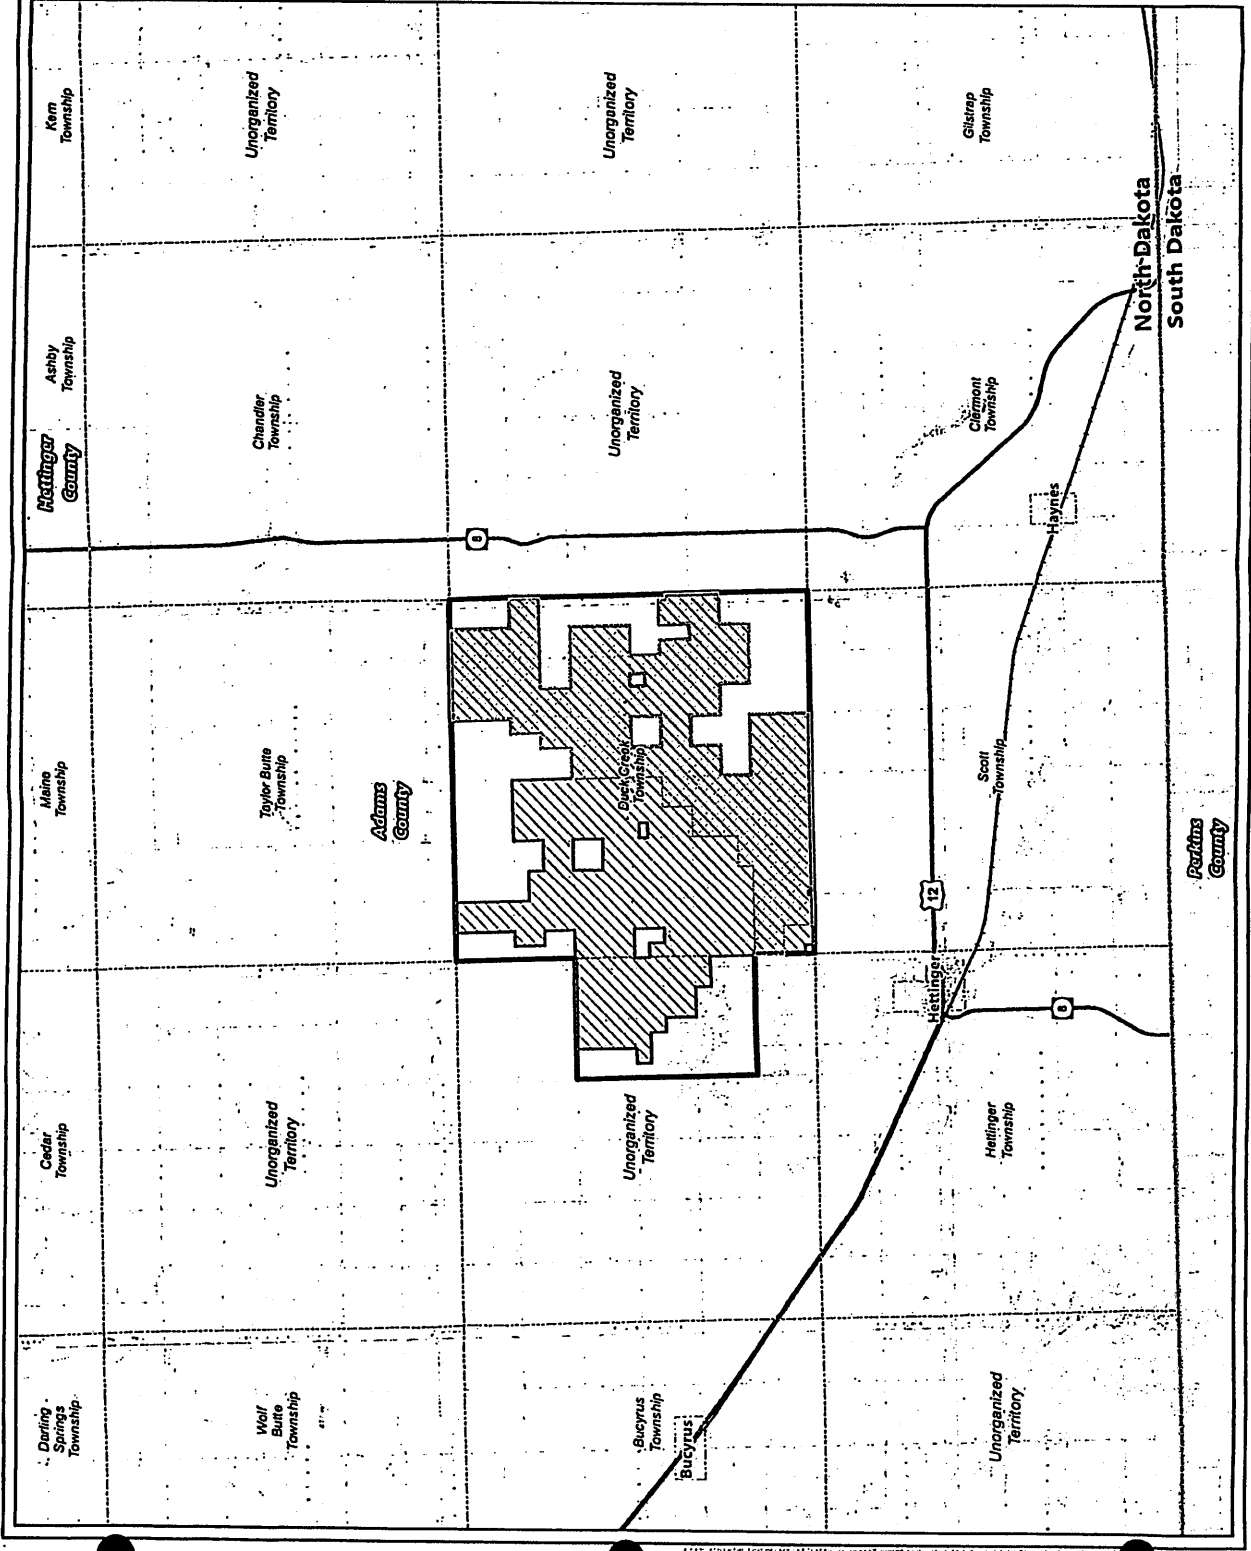 Darling
Springs
Township
Cedar
Township
Maine
Township
Hettinger
County
Ashby
Township
Kern
Township
Wolf
Butte
Township
Unorganized
Territory
Taylor Butte
Township
Chandler
Township
Unorganized
Territory
Adams
County
8
Bucyrus
Township
Bucyrus
Unorganized
Territory
Duck Creek
Township
Unorganized
Territory
Unorganized
Territory
Unorganized
Territory
Hettinger
Township
Hettinger
12
8
Scott
Township
Haynes
Clermont
Township
Gilstrap
Township
North Dakota
South Dakota
Perkins
County